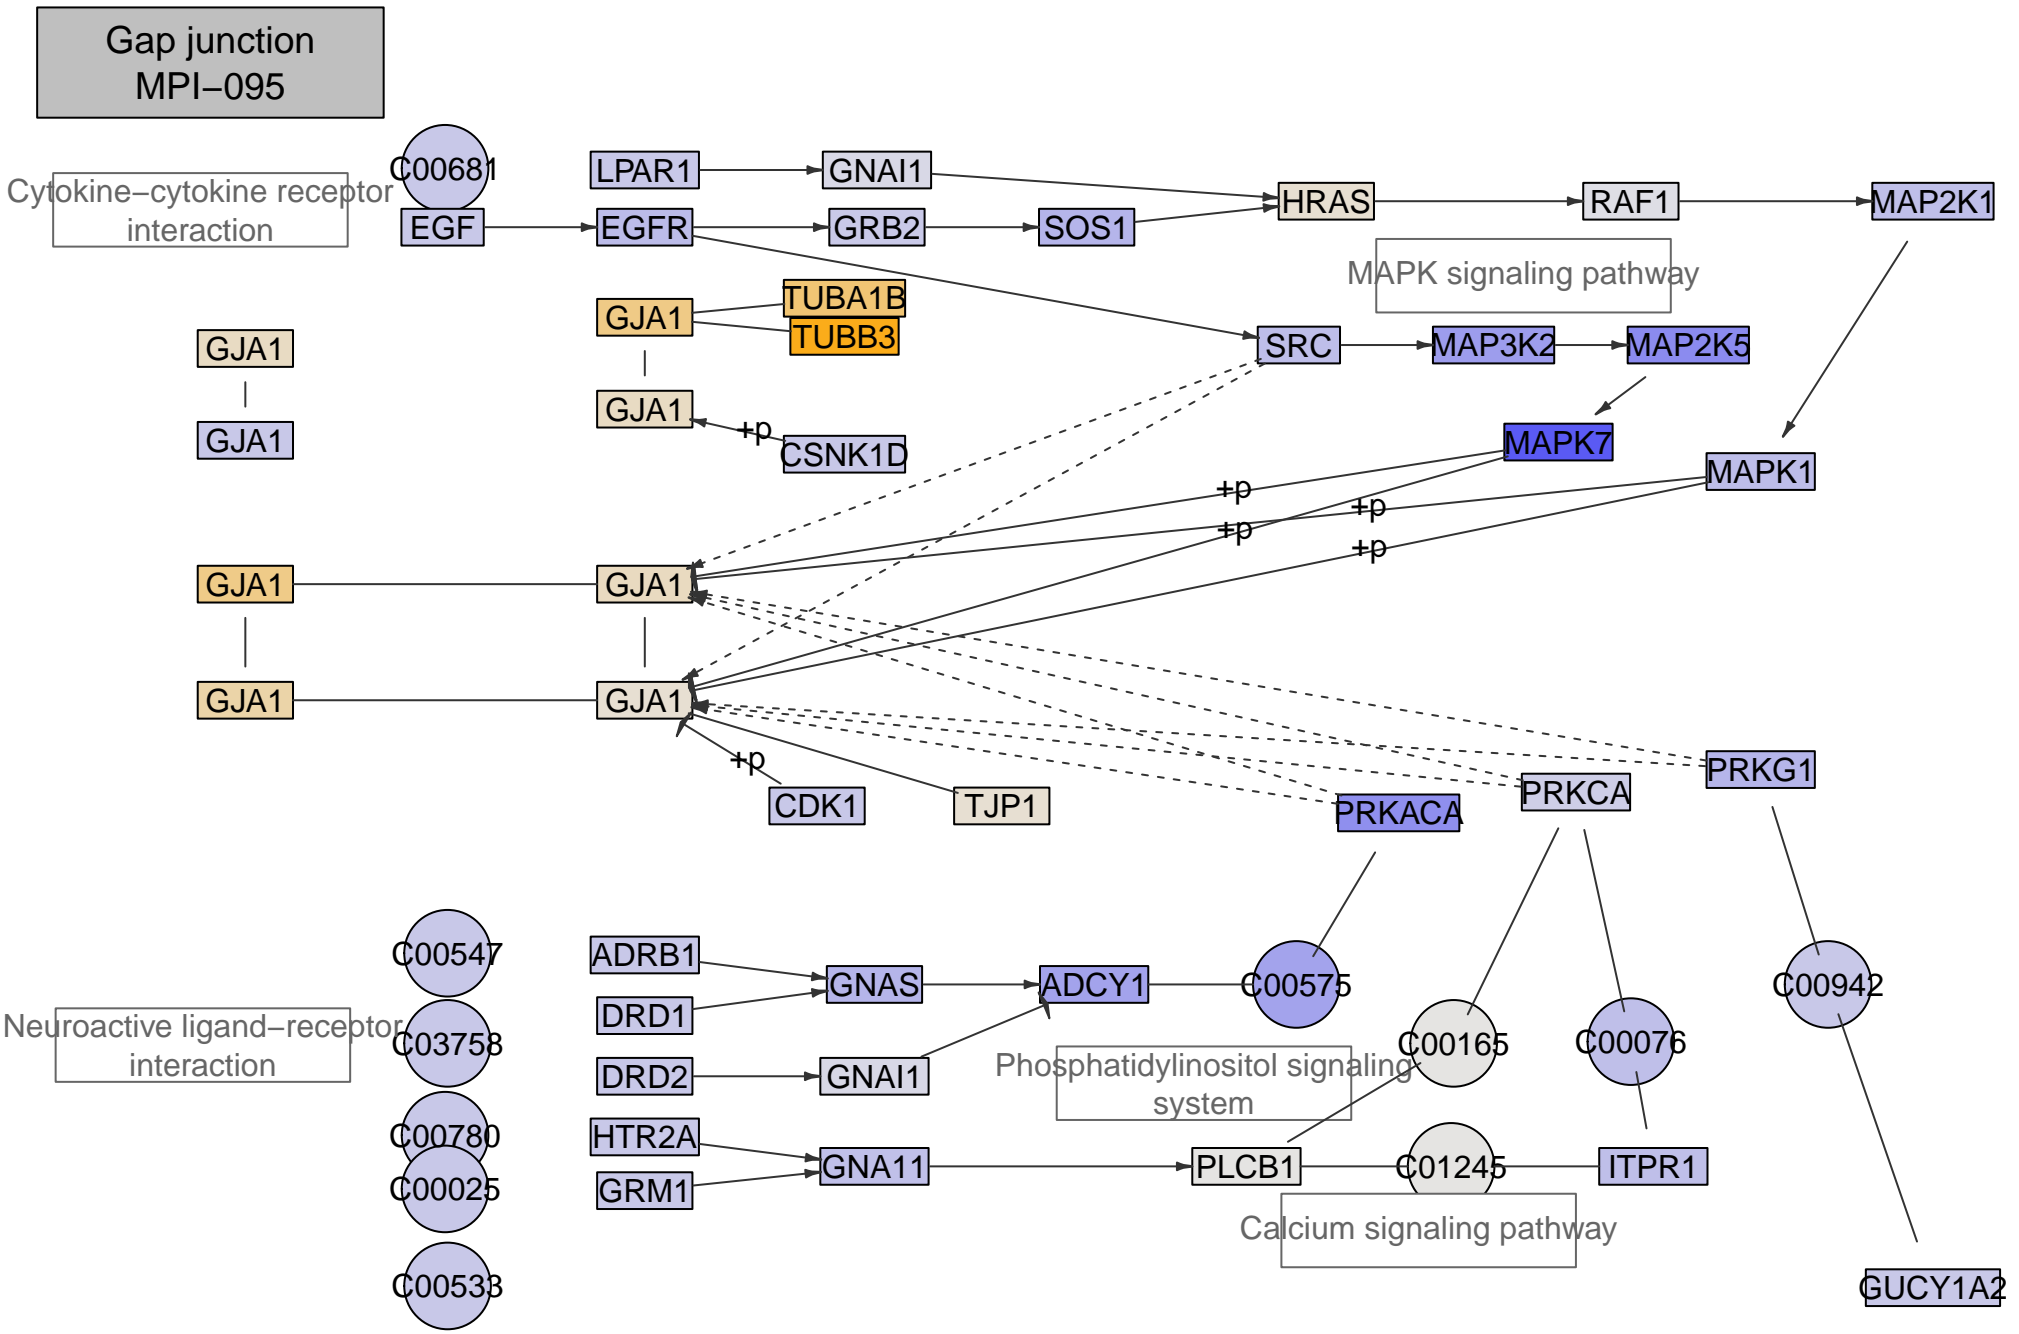 Gap junction
MPI−095
C00681
LPAR1
GNAI1
Cytokine−cytokine receptor
interaction
HRAS
RAF1
MAP2K1
EGF
EGFR
GRB2
SOS1
MAPK signaling pathway
TUBA1B
GJA1
TUBB3
GJA1
SRC
MAP3K2
MAP2K5
GJA1
+p
GJA1
CSNK1D
MAPK7
MAPK1
+p
+p
+p
+p
GJA1
GJA1
GJA1
GJA1
+p
CDK1
TJP1
PRKACA
PRKCA
PRKG1
C00547
ADRB1
GNAS
ADCY1
C00575
C00942
DRD1
Neuroactive ligand−receptor
interaction
C03758
C00165
C00076
DRD2
GNAI1
Phosphatidylinositol signaling
system
C00780
HTR2A
GNA11
PLCB1
C01245
ITPR1
C00025
GRM1
Calcium signaling pathway
C00533
GUCY1A2